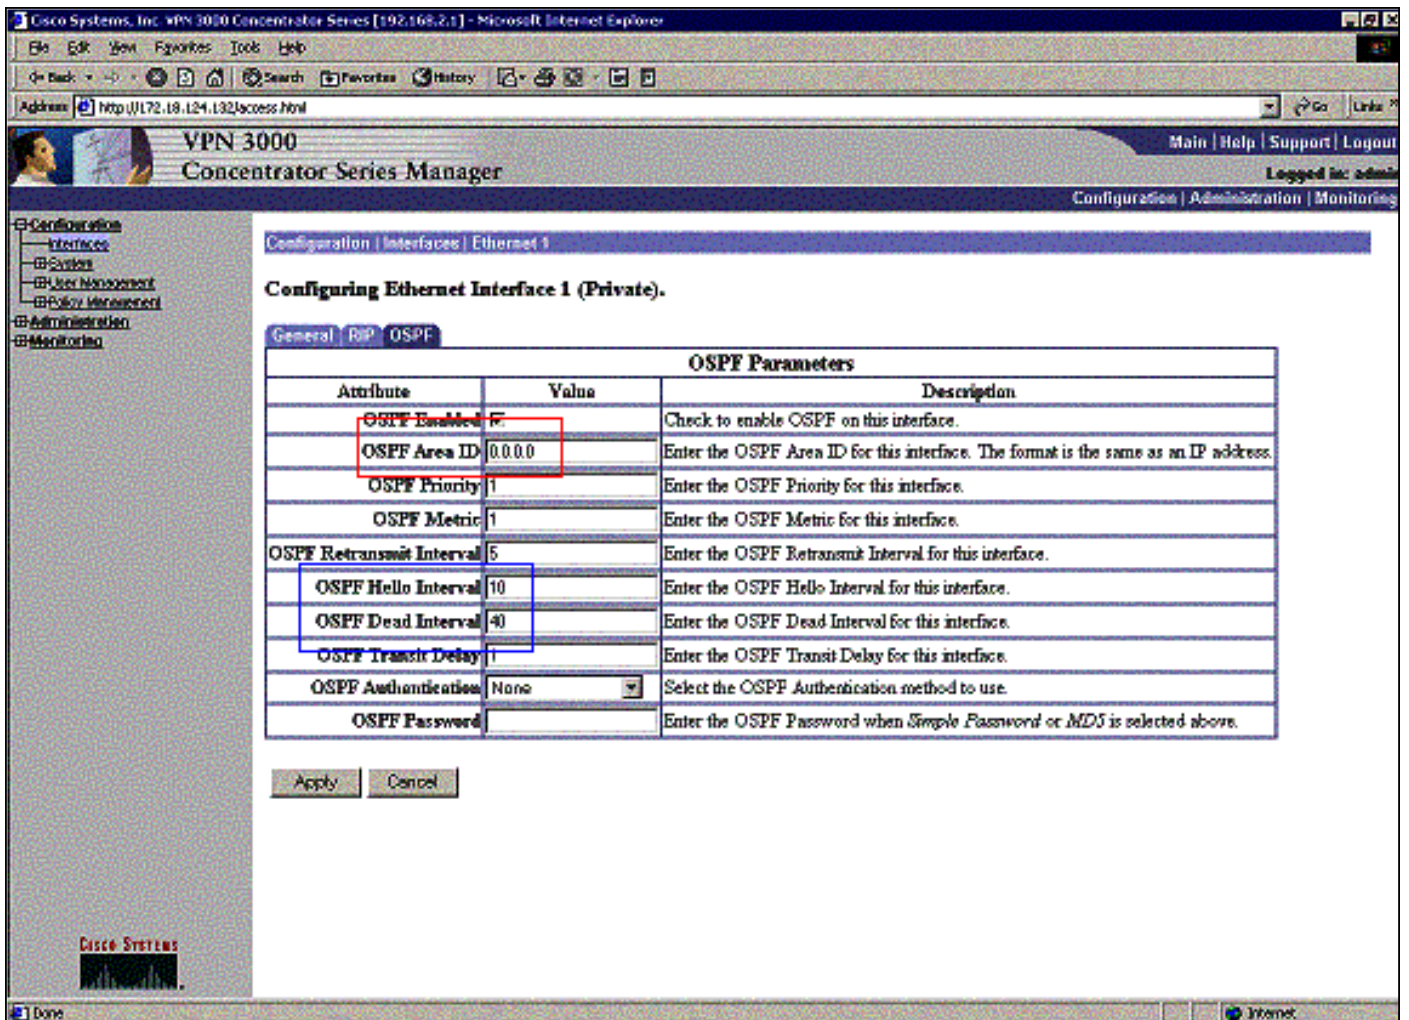 Cisco Systems, Inc. VPN 3000 Concentrator Series [192.168.2.1] - Microsoft Internet Explorer
File Edit View Favorites Tools Help
Back Search Favorites History
Address http://172.18.124.132/access.html Go Links »
VPN 3000
Concentrator Series Manager
Main | Help | Support | Logout
Logged in: admin
Configuration | Administration | Monitoring
Configuration
Interfaces
System
User Management
Policy Management
Administration
Monitoring
Configuration | Interfaces | Ethernet 1
Configuring Ethernet Interface 1 (Private).
General RIP OSPF
OSPF Parameters
Attribute Value Description
OSPF Enabled Check to enable OSPF on this interface.
OSPF Area ID 0.0.0.0 Enter the OSPF Area ID for this interface. The format is the same as an IP address.
OSPF Priority 1 Enter the OSPF Priority for this interface.
OSPF Metric 1 Enter the OSPF Metric for this interface.
OSPF Retransmit Interval 5 Enter the OSPF Retransmit Interval for this interface.
OSPF Hello Interval 10 Enter the OSPF Hello Interval for this interface.
OSPF Dead Interval 40 Enter the OSPF Dead Interval for this interface.
OSPF Transit Delay 1 Enter the OSPF Transit Delay for this interface.
OSPF Authentication None Select the OSPF Authentication method to use.
OSPF Password Enter the OSPF Password when Simple Password or MD5 is selected above.
Apply Cancel
CISCO SYSTEMS
Done Internet